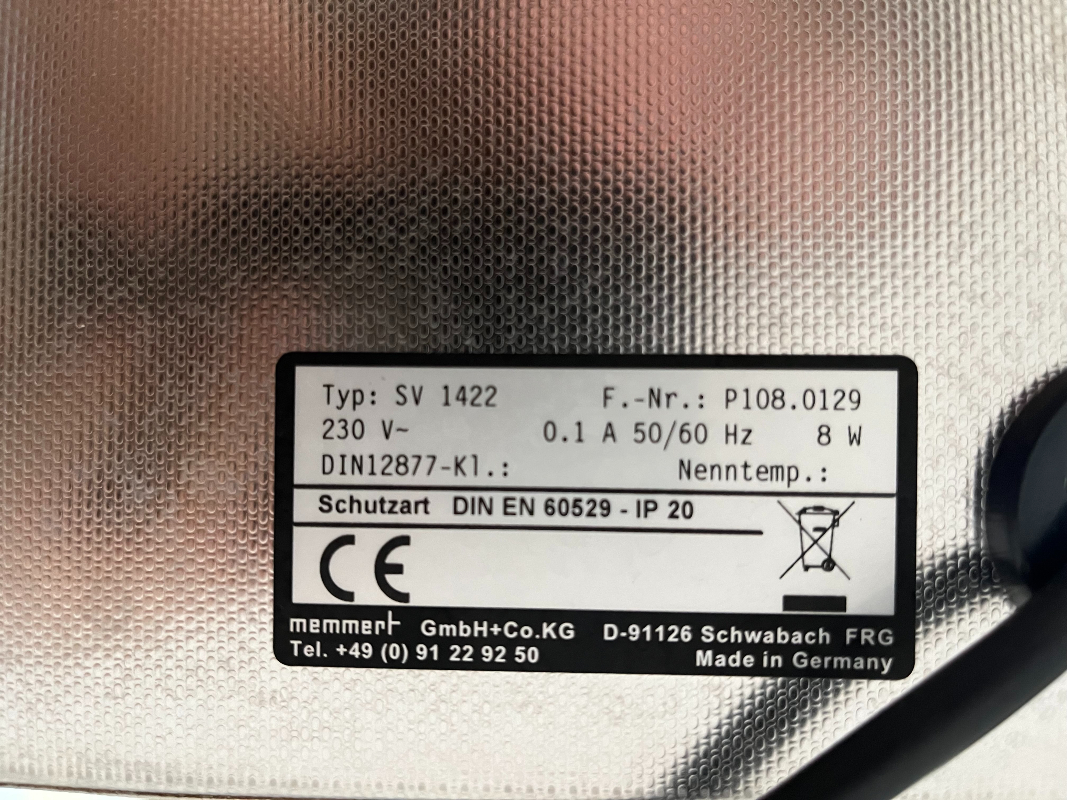 Typ: SV 1422 F.-Nr.: P108.0129
230 V~ 0.1 A 50/60 Hz 8 W
DIN12877-Kl.: Nenntemp.:
Schutzart DIN EN 60529 - IP 20
CE
memmert GmbH+Co.KG D-91126 Schwabach FRG
Tel. +49 (0) 91 22 92 50 Made in Germany